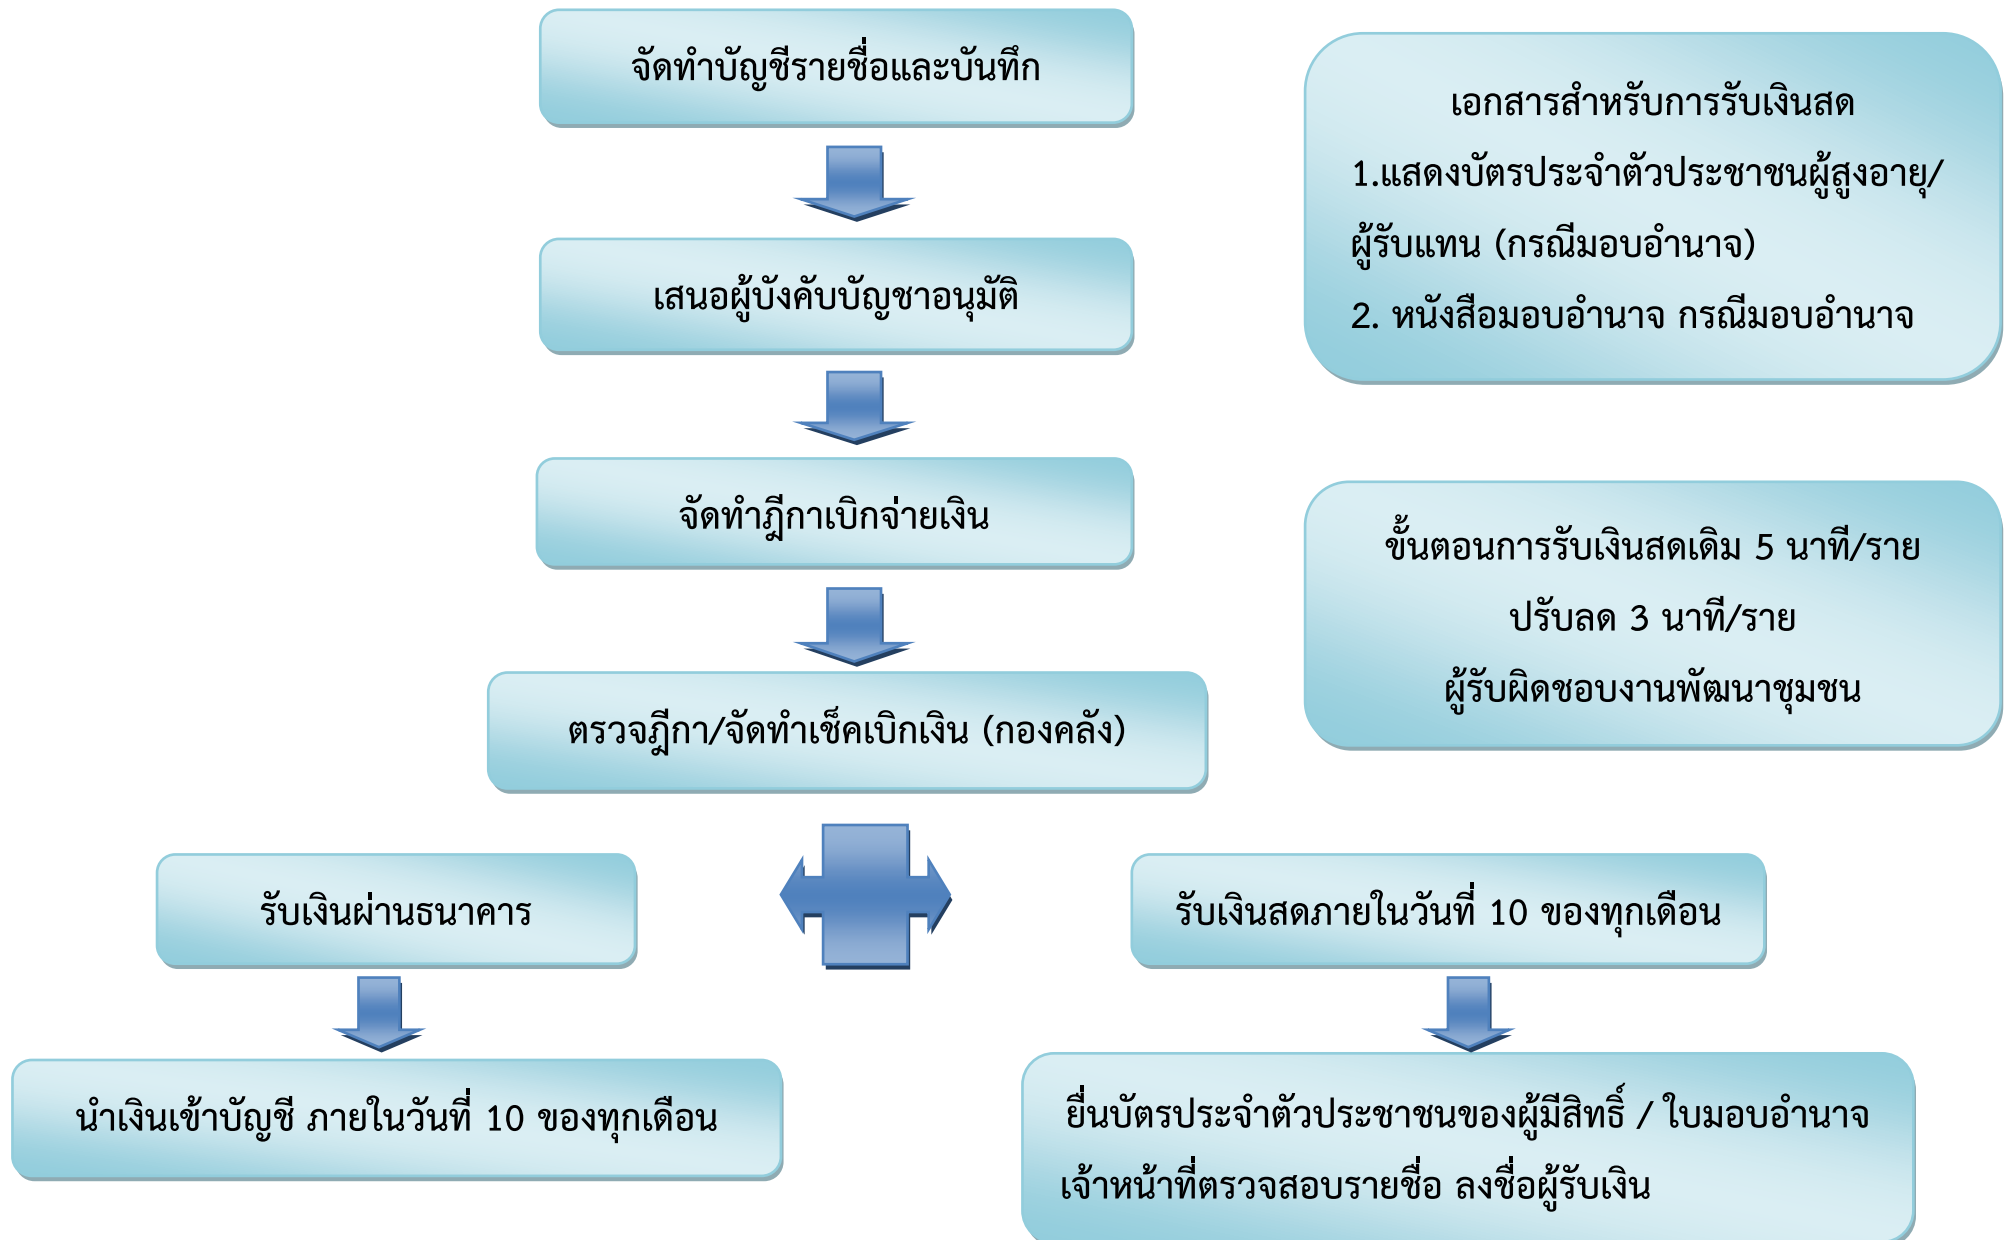 จัดทำบัญชีรายชื่อและบันทึก
เสนอผู้บังคับบัญชาอนุมัติ
จัดทำฎีกาเบิกจ่ายเงิน
ตรวจฎีกา/จัดทำเช็คเบิกเงิน (กองคลัง)
รับเงินผ่านธนาคาร
นำเงินเข้าบัญชี ภายในวันที่ 10 ของทุกเดือน
รับเงินสดภายในวันที่ 10 ของทุกเดือน
ยื่นบัตรประจำตัวประชาชนของผู้มีสิทธิ์ / ใบมอบอำนาจ
เจ้าหน้าที่ตรวจสอบรายชื่อ ลงชื่อผู้รับเงิน
เอกสารสำหรับการรับเงินสด
1.แสดงบัตรประจำตัวประชาชนผู้สูงอายุ/
ผู้รับแทน (กรณีมอบอำนาจ)
2. หนังสือมอบอำนาจ กรณีมอบอำนาจ
ขั้นตอนการรับเงินสดเดิม 5 นาที/ราย
ปรับลด 3 นาที/ราย
ผู้รับผิดชอบงานพัฒนาชุมชน